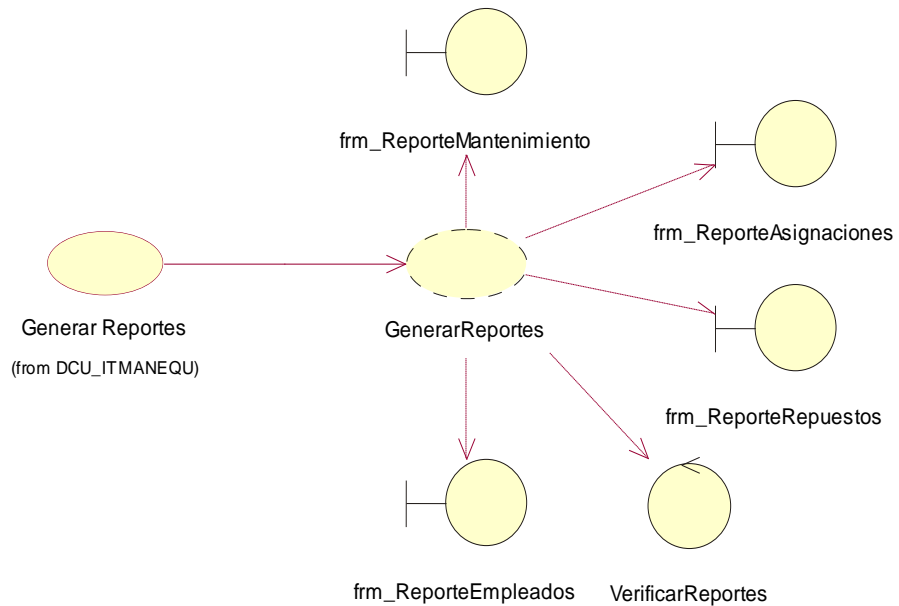 frm_ReporteMantenimiento
frm_ReporteAsignaciones
Generar Reportes
(from DCU_ITMANEQU)
GenerarReportes
frm_ReporteRepuestos
frm_ReporteEmpleados
VerificarReportes